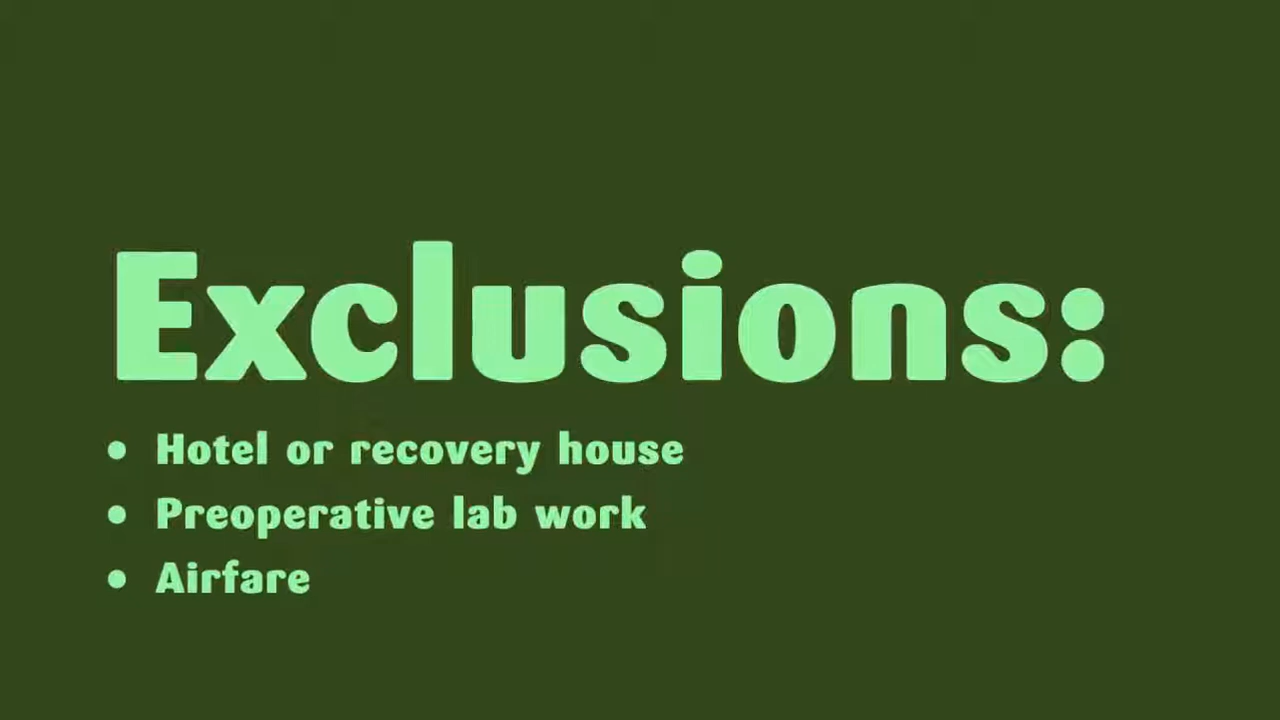 Exclusions:
• Hotel or recovery house
• Preoperative lab work
• Airfare